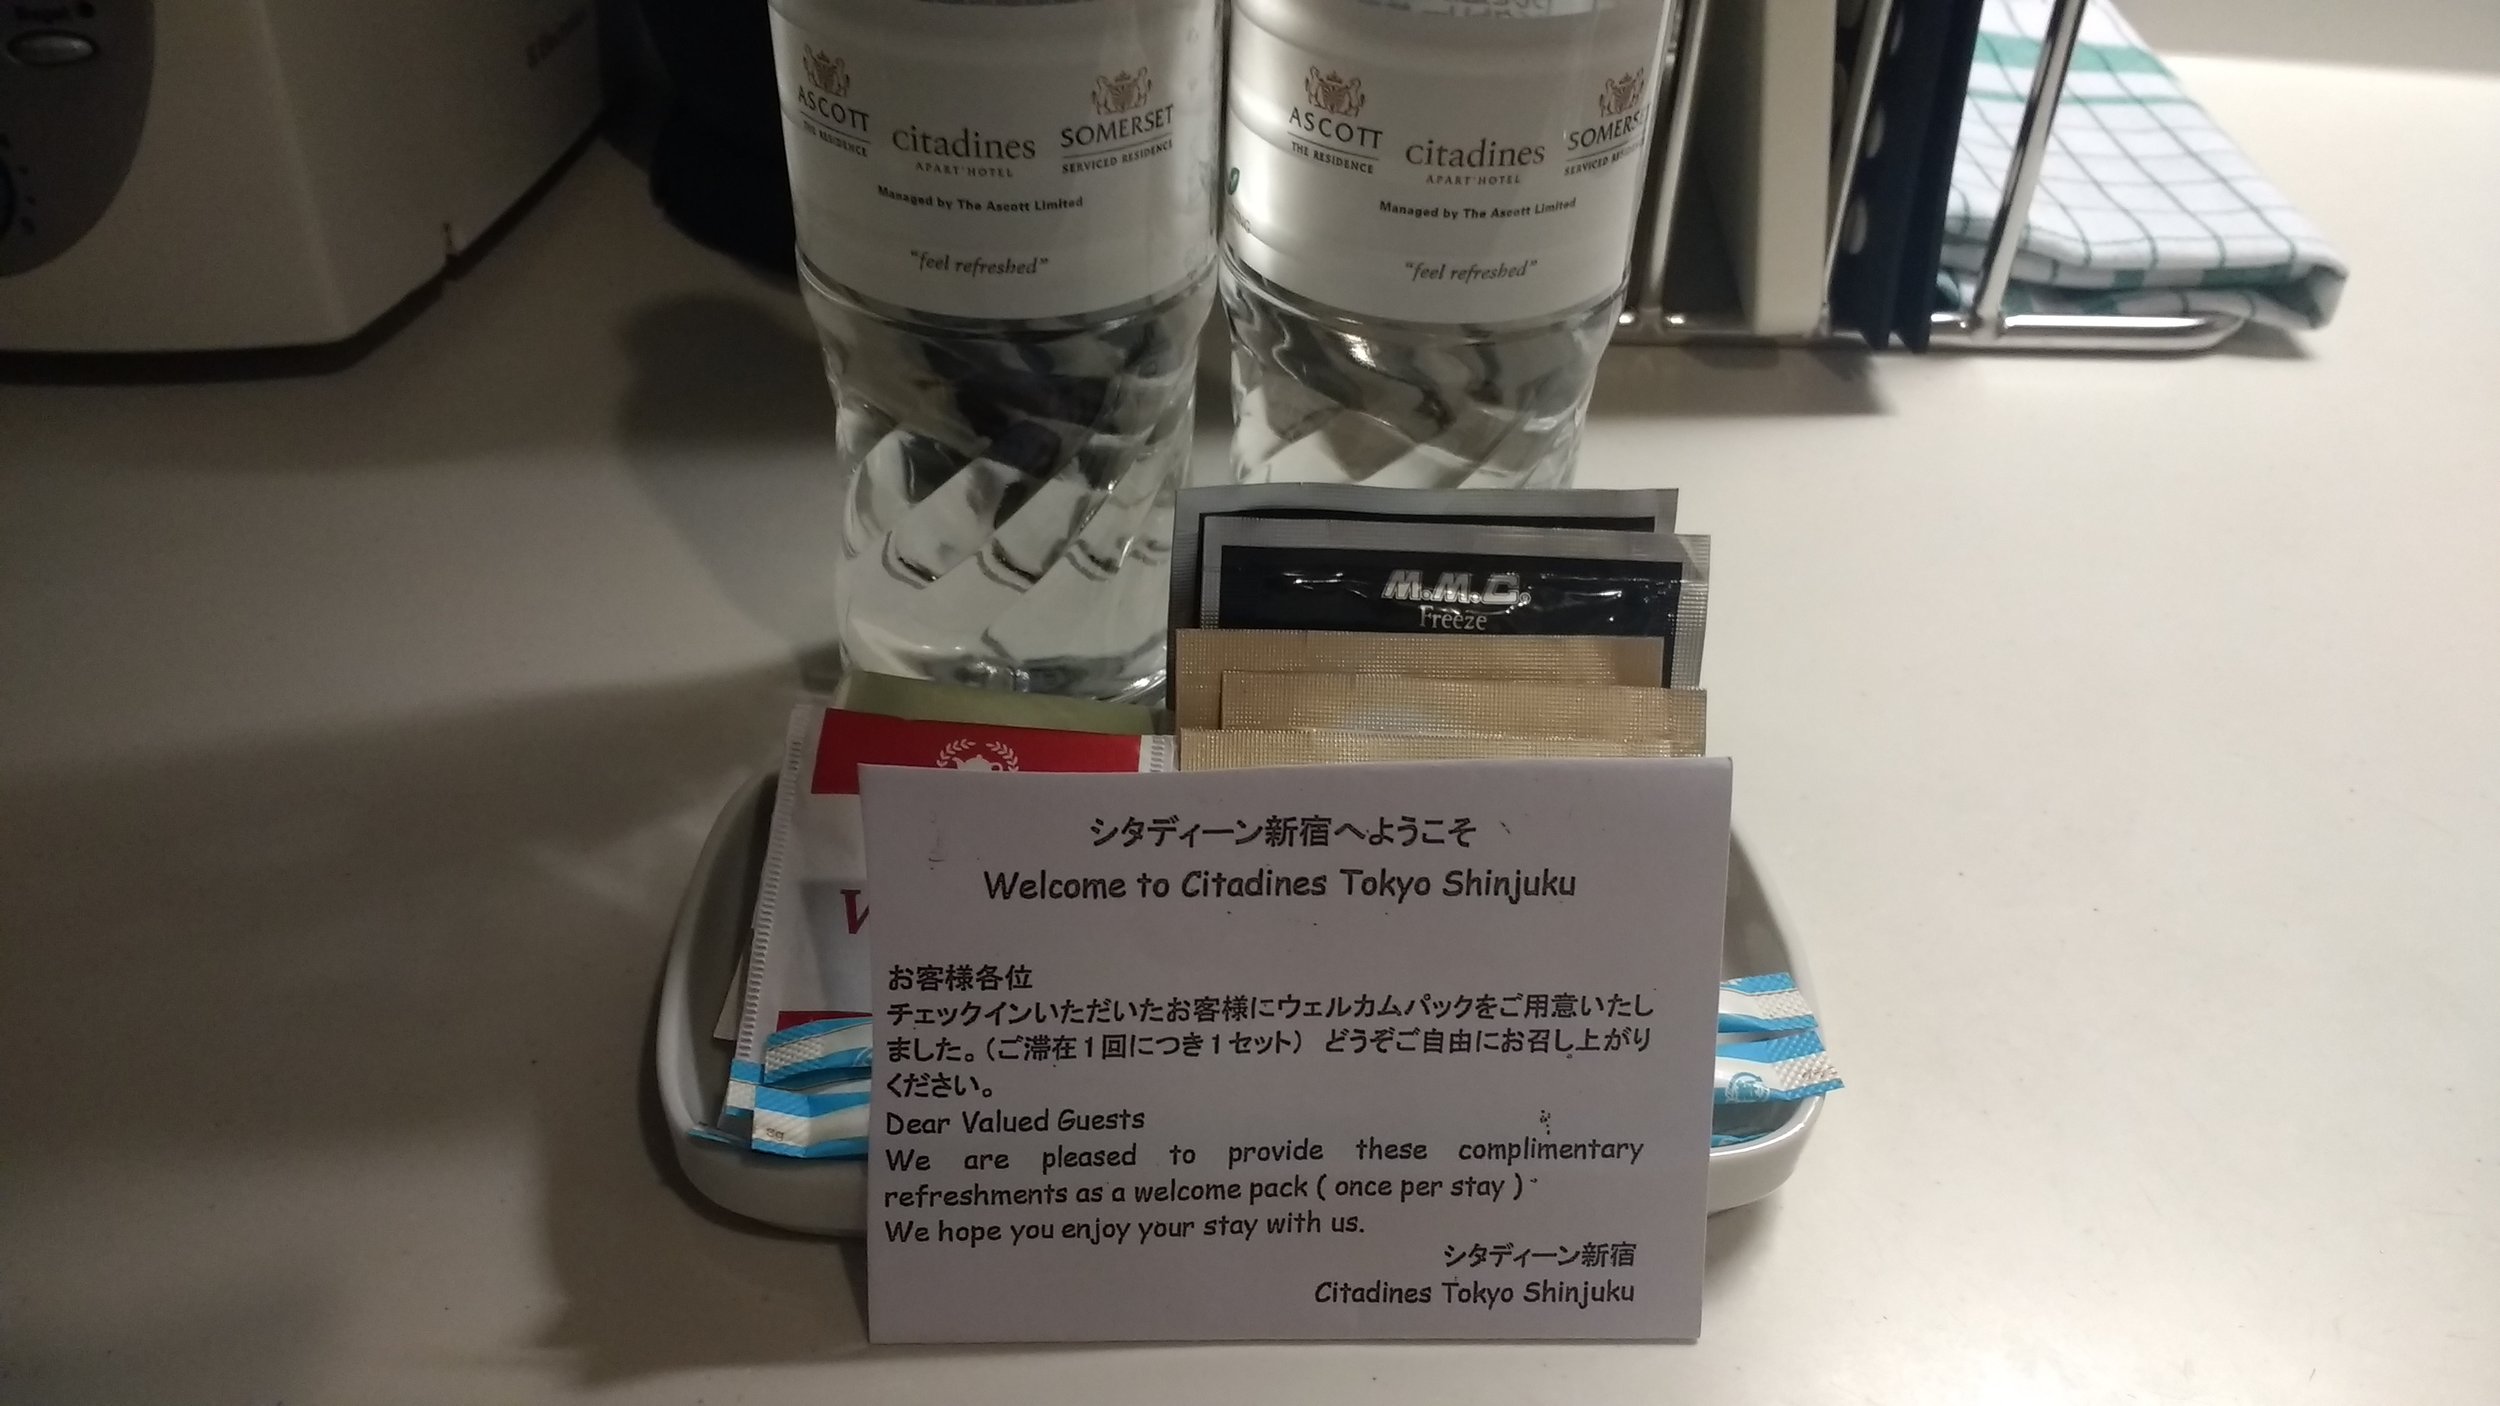 ASCOTT
THE RESIDENCE
citadines
APART'HOTEL
SOMERSET
SERVICED RESIDENCE
Managed by The Ascott Limited
"feel refreshed"
ASCOTT
THE RESIDENCE
citadines
APART'HOTEL
SOMERSET
SERVICED RESIDENCE
Managed by The Ascott Limited
"feel refreshed"
M.M.C.
Freeze
シタディーン新宿へようこそ
Welcome to Citadines Tokyo Shinjuku
お客様各位
チェックインいただいたお客様にウェルカムパックをご用意いたし
ました。（ご滞在１回につき１セット）　どうぞご自由にお召し上がり
ください。
Dear Valued Guests
We are pleased to provide these complimentary
refreshments as a welcome pack ( once per stay )
We hope you enjoy your stay with us.
シタディーン新宿
Citadines Tokyo Shinjuku